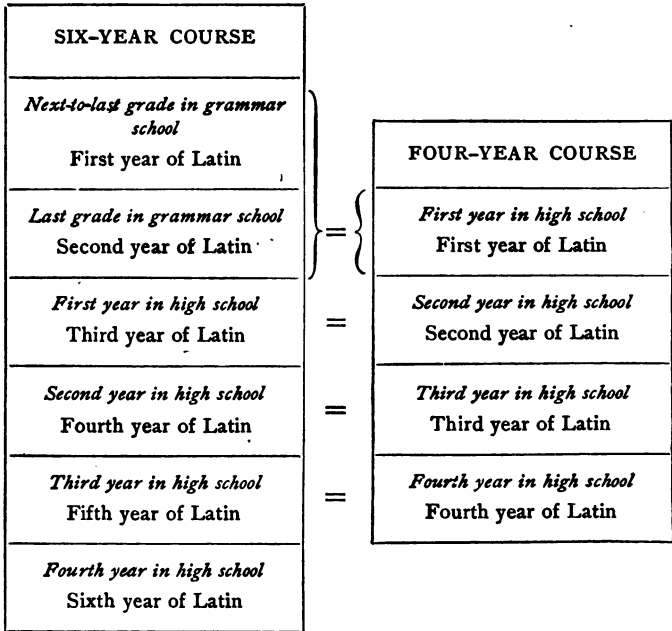 SIX-YEAR COURSE
Next-to-last grade in grammar
school
First year of Latin
Last grade in grammar school
Second year of Latin
First year in high school
Third year of Latin
Second year in high school
Fourth year of Latin
Third year in high school
Fifth year of Latin
Fourth year in high school
Sixth year of Latin
=
=
=
=
FOUR-YEAR COURSE
First year in high school
First year of Latin
Second year in high school
Second year of Latin
Third year in high school
Third year of Latin
Fourth year in high school
Fourth year of Latin